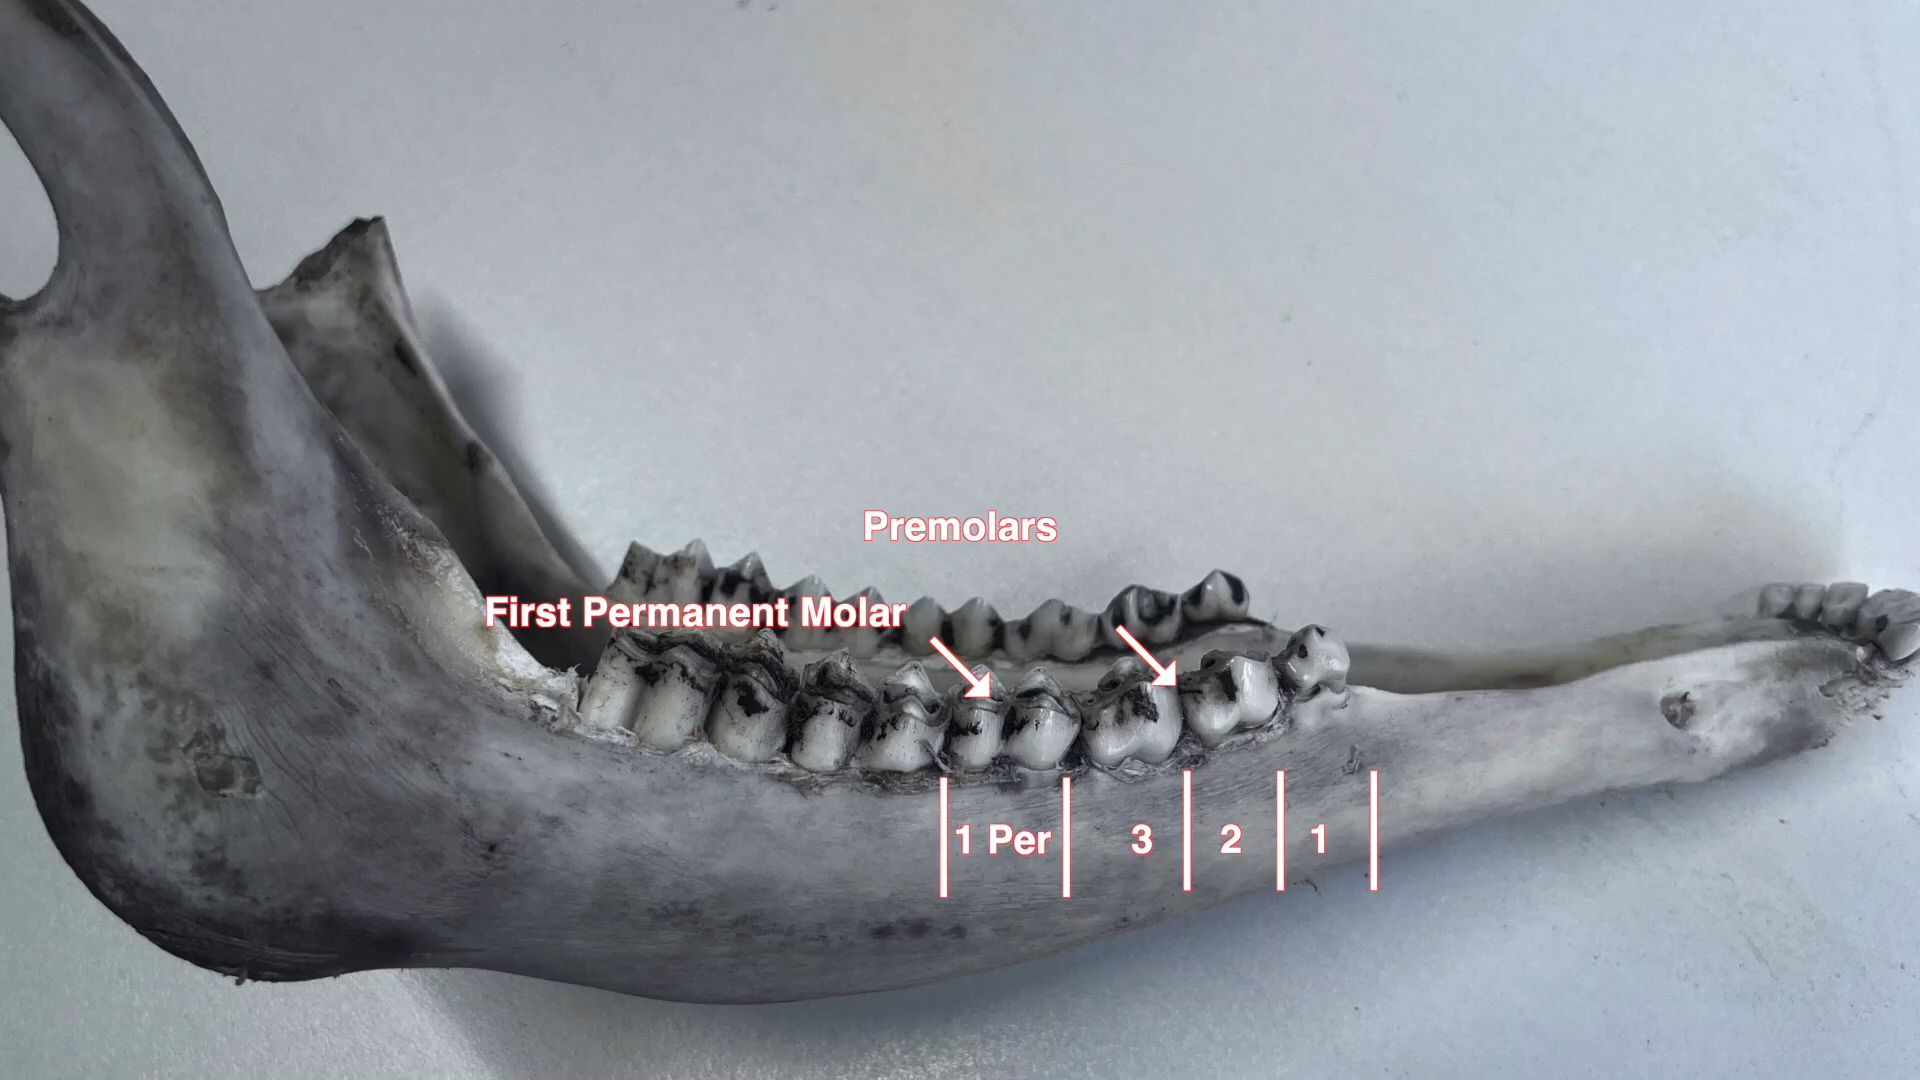 Premolars
First Permanent Molar
1 Per 3 2 1